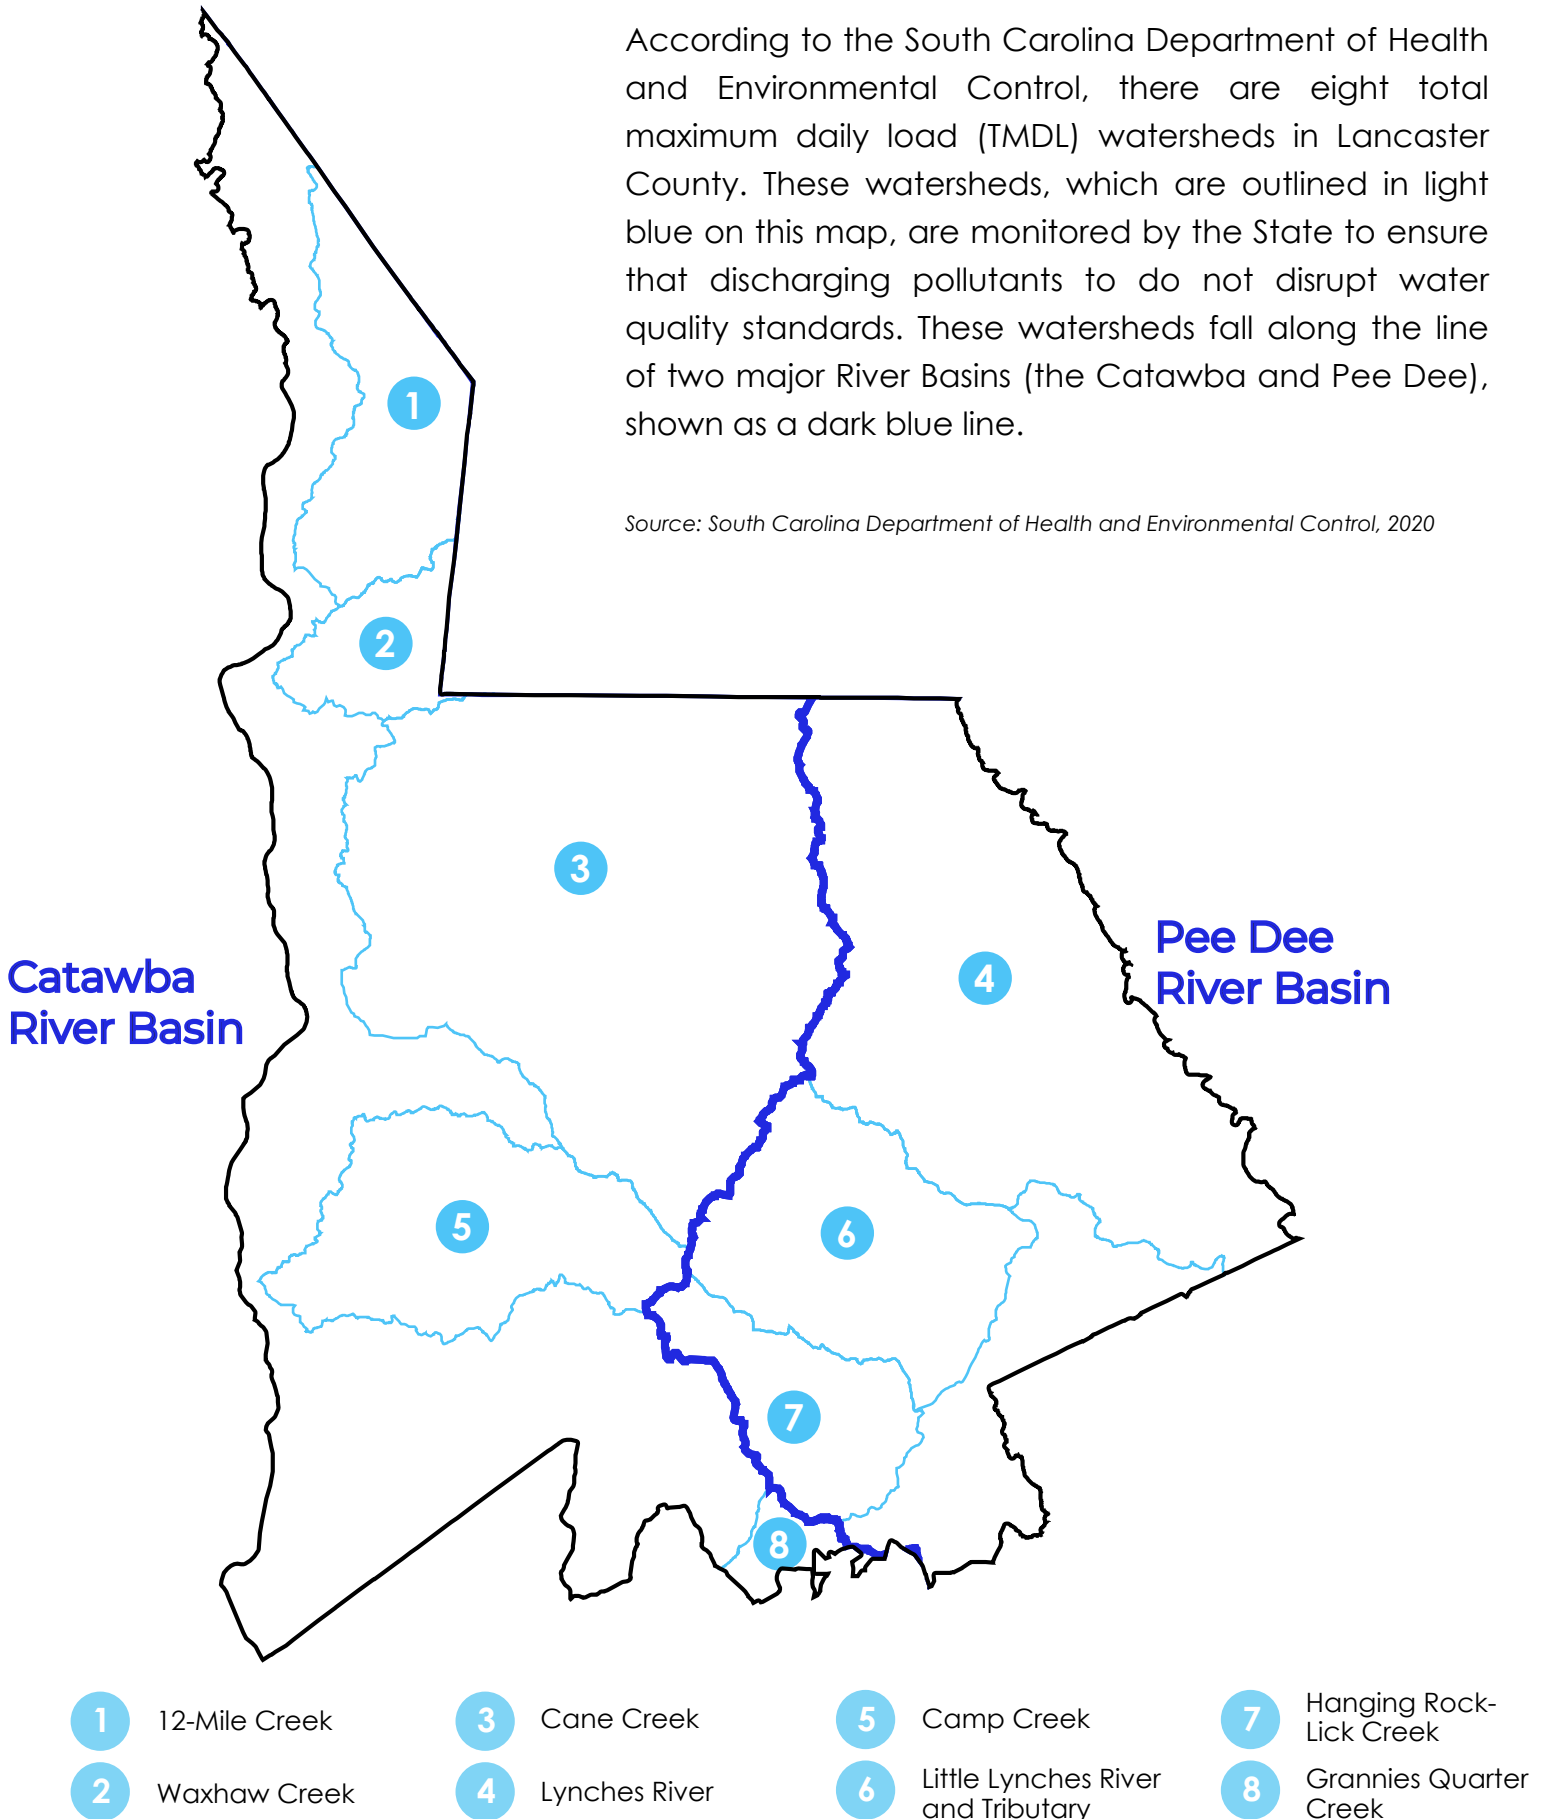 According to the South Carolina Department of Health
and Environmental Control, there are eight total
maximum daily load (TMDL) watersheds in Lancaster
County. These watersheds, which are outlined in light
blue on this map, are monitored by the State to ensure
that discharging pollutants to do not disrupt water
quality standards. These watersheds fall along the line
of two major River Basins (the Catawba and Pee Dee),
shown as a dark blue line.
Source: South Carolina Department of Health and Environmental Control, 2020
1
2
3
4
Pee Dee
River Basin
Catawba
River Basin
5
6
7
8
1 12-Mile Creek
2 Waxhaw Creek
3 Cane Creek
4 Lynches River
5 Camp Creek
6 Little Lynches River
and Tributary
7 Hanging Rock-
Lick Creek
8 Grannies Quarter
Creek